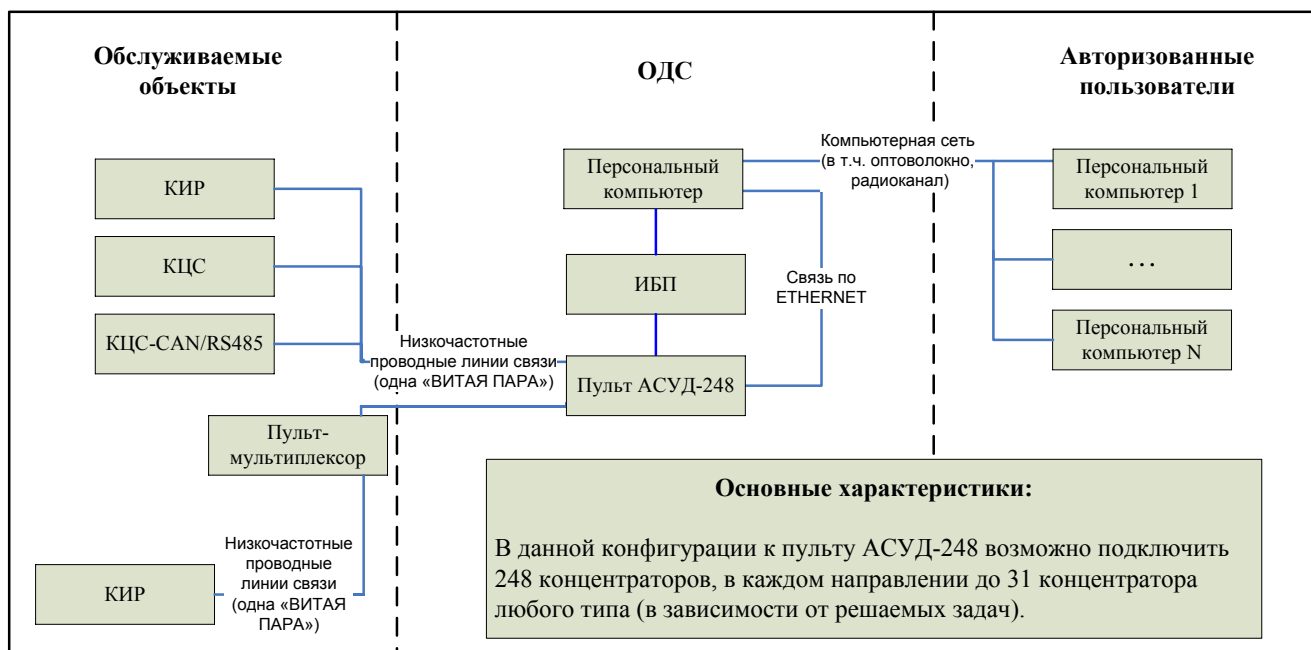 Обслуживаемые
объекты
ОДС
Авторизованные
пользователи
КИР
КЦС
КЦС-CAN/RS485
Пульт-
мультиплексор
КИР
Низкочастотные
проводные
линии связи
(одна «ВИТАЯ
ПАРА»)
Низкочастотные
проводные линии связи
(одна «ВИТАЯ ПАРА»)
Персональный
компьютер
ИБП
Пульт АСУД-248
Связь по
ETHERNET
Компьютерная сеть
(в т.ч. оптоволокно,
радиоканал)
Персональный
компьютер 1
...
Персональный
компьютер N
Основные характеристики:
В данной конфигурации к пульту АСУД-248 возможно подключить
248 концентраторов, в каждом направлении до 31 концентратора
любого типа (в зависимости от решаемых задач).